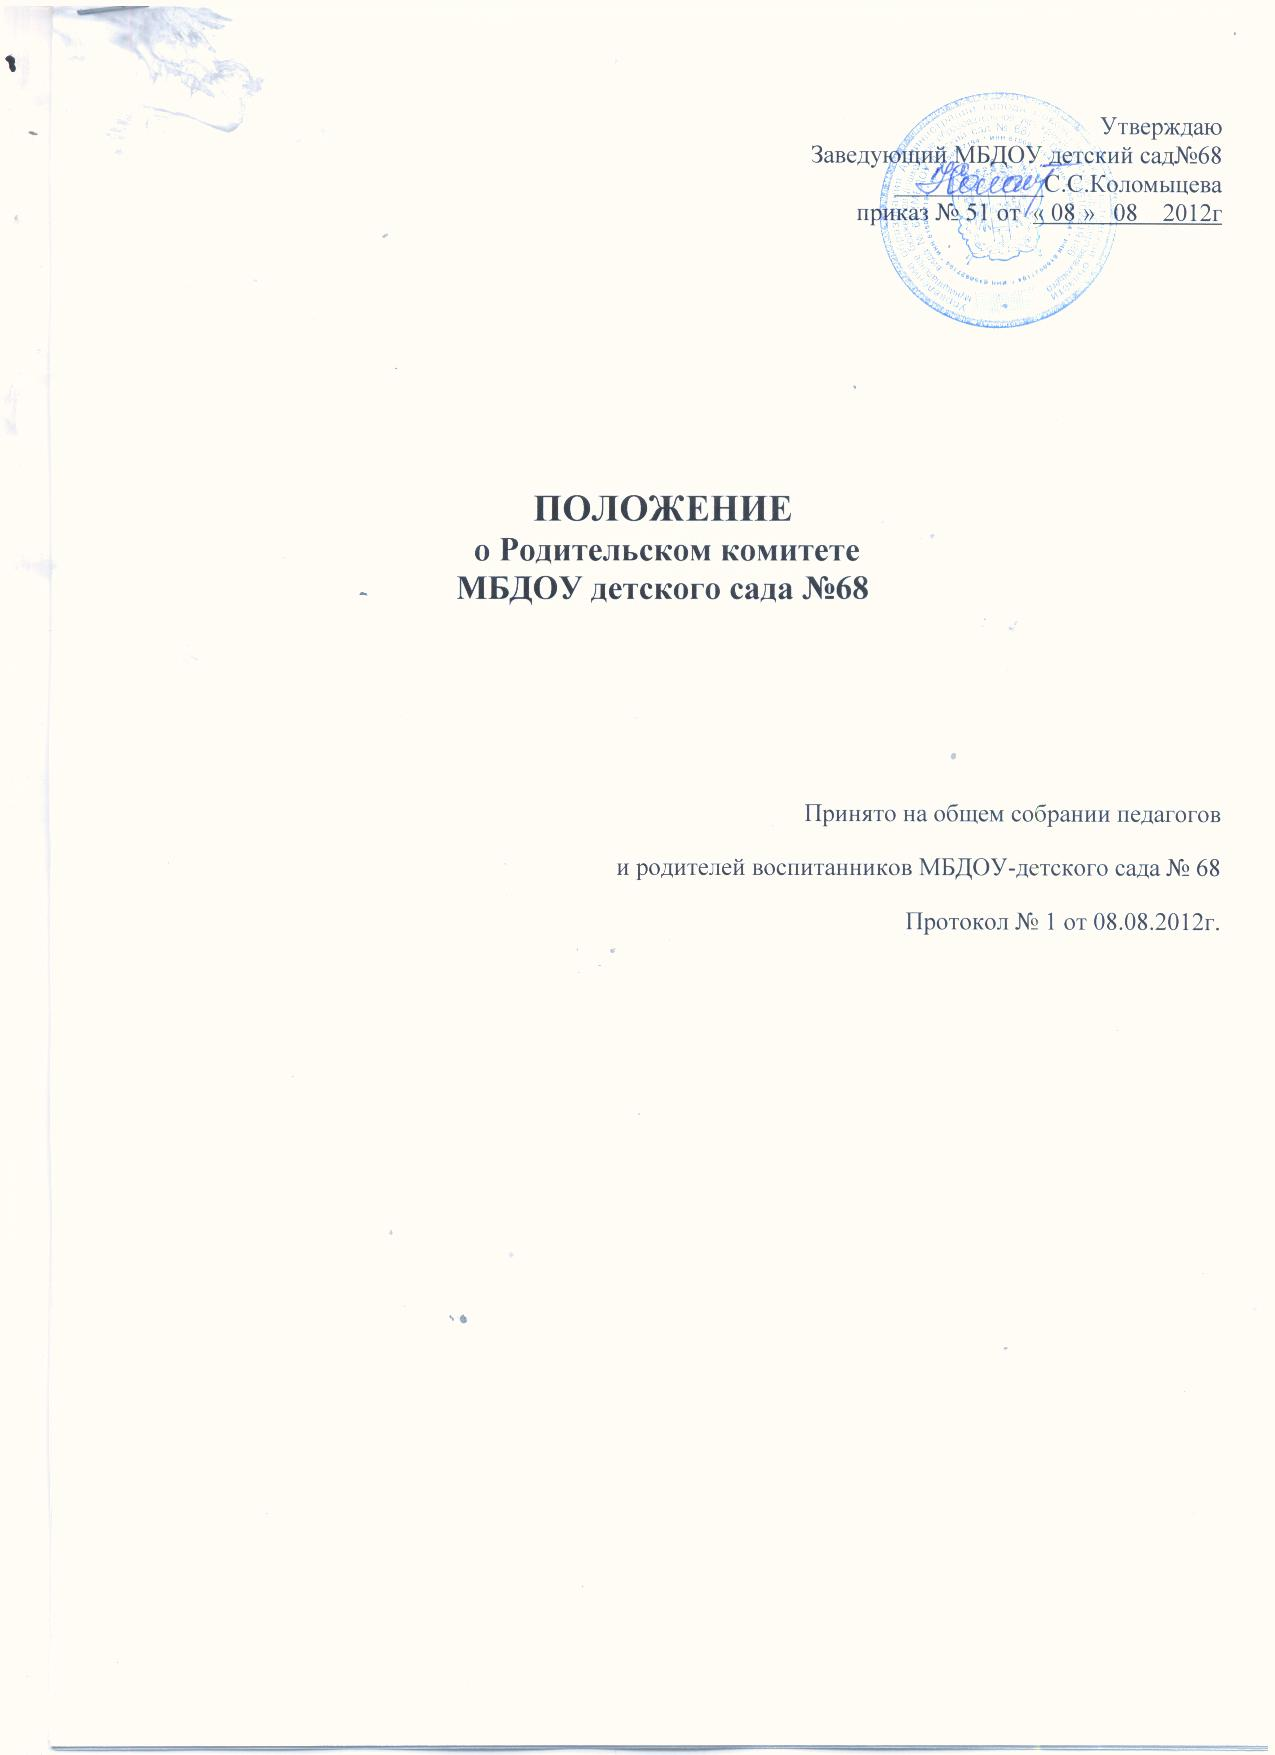 Утверждаю
Заведующий МБДОУ детский сад№68
С.С.Коломыцева
приказ № 51 от « 08 » 08 2012г
ПОЛОЖЕНИЕ
о Родительском комитете
МБДОУ детского сада №68
Принято на общем собрании педагогов
и родителей воспитанников МБДОУ-детского сада № 68
Протокол № 1 от 08.08.2012г.